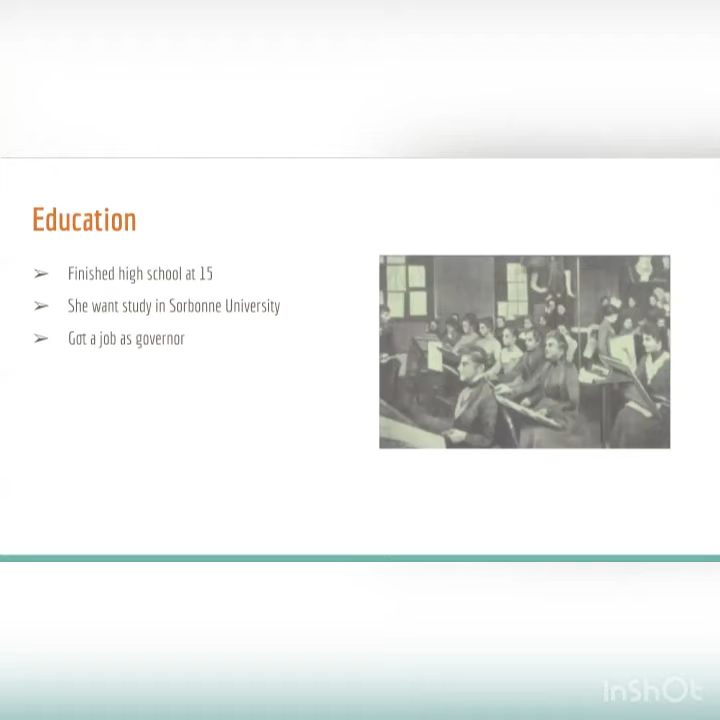 Education
➢ Finished high school at 15
➢ She want study in Sorbonne University
➢ Got a job as governor
InShOt